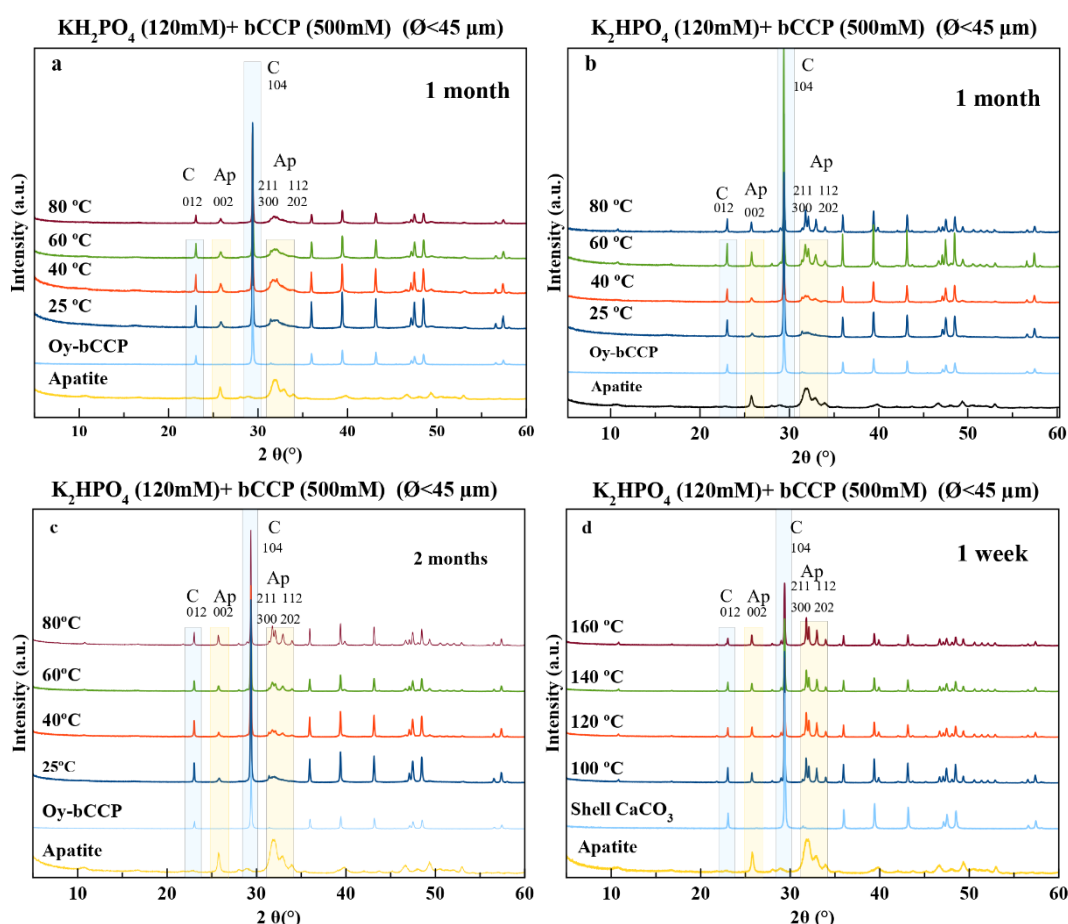 KH₂PO₄ (120mM)+ bCCP (500mM) (Ø<45 µm)
a
C
104
1 month
C
012
Ap
002
Ap
211 112
300 202
80 ºC
60 ºC
40 ºC
25 ºC
Oy-bCCP
Apatite
Intensity (a.u.)
10 20 30 40 50 60
2 θ(°)
K₂HPO₄ (120mM)+ bCCP (500mM) (Ø<45 µm)
b
C
104
1 month
C
012
Ap
002
Ap
211 112
300 202
80 ºC
60 ºC
40 ºC
25 ºC
Oy-bCCP
Apatite
Intensity (a.u.)
10 20 30 40 50 60
2θ (°)
K₂HPO₄ (120mM)+ bCCP (500mM) (Ø<45 µm)
c
C
104
2 months
C
012
Ap
002
Ap
211 112
300 202
80ºC
60ºC
40ºC
25ºC
Oy-bCCP
Apatite
Intensity (a.u.)
10 20 30 40 50 60
2 θ(°)
K₂HPO₄ (120mM)+ bCCP (500mM) (Ø<45 µm)
d
C
104
1 week
C
012
Ap
002
Ap
211 112
300 202
160 ºC
140 ºC
120 ºC
100 ºC
Shell CaCO₃
Apatite
Intensity (a.u.)
10 20 30 40 50 60
2θ (°)